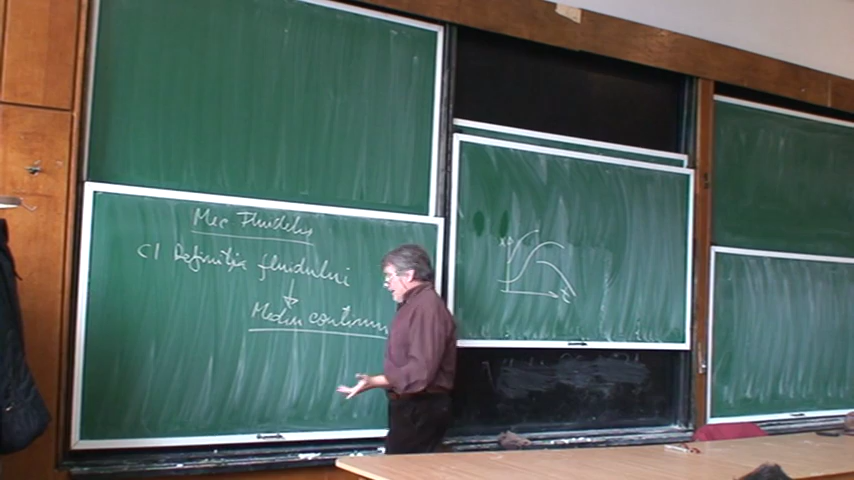 Mec Fluidelor
C1 Definiția fluidului
Mediu continuu
x
t